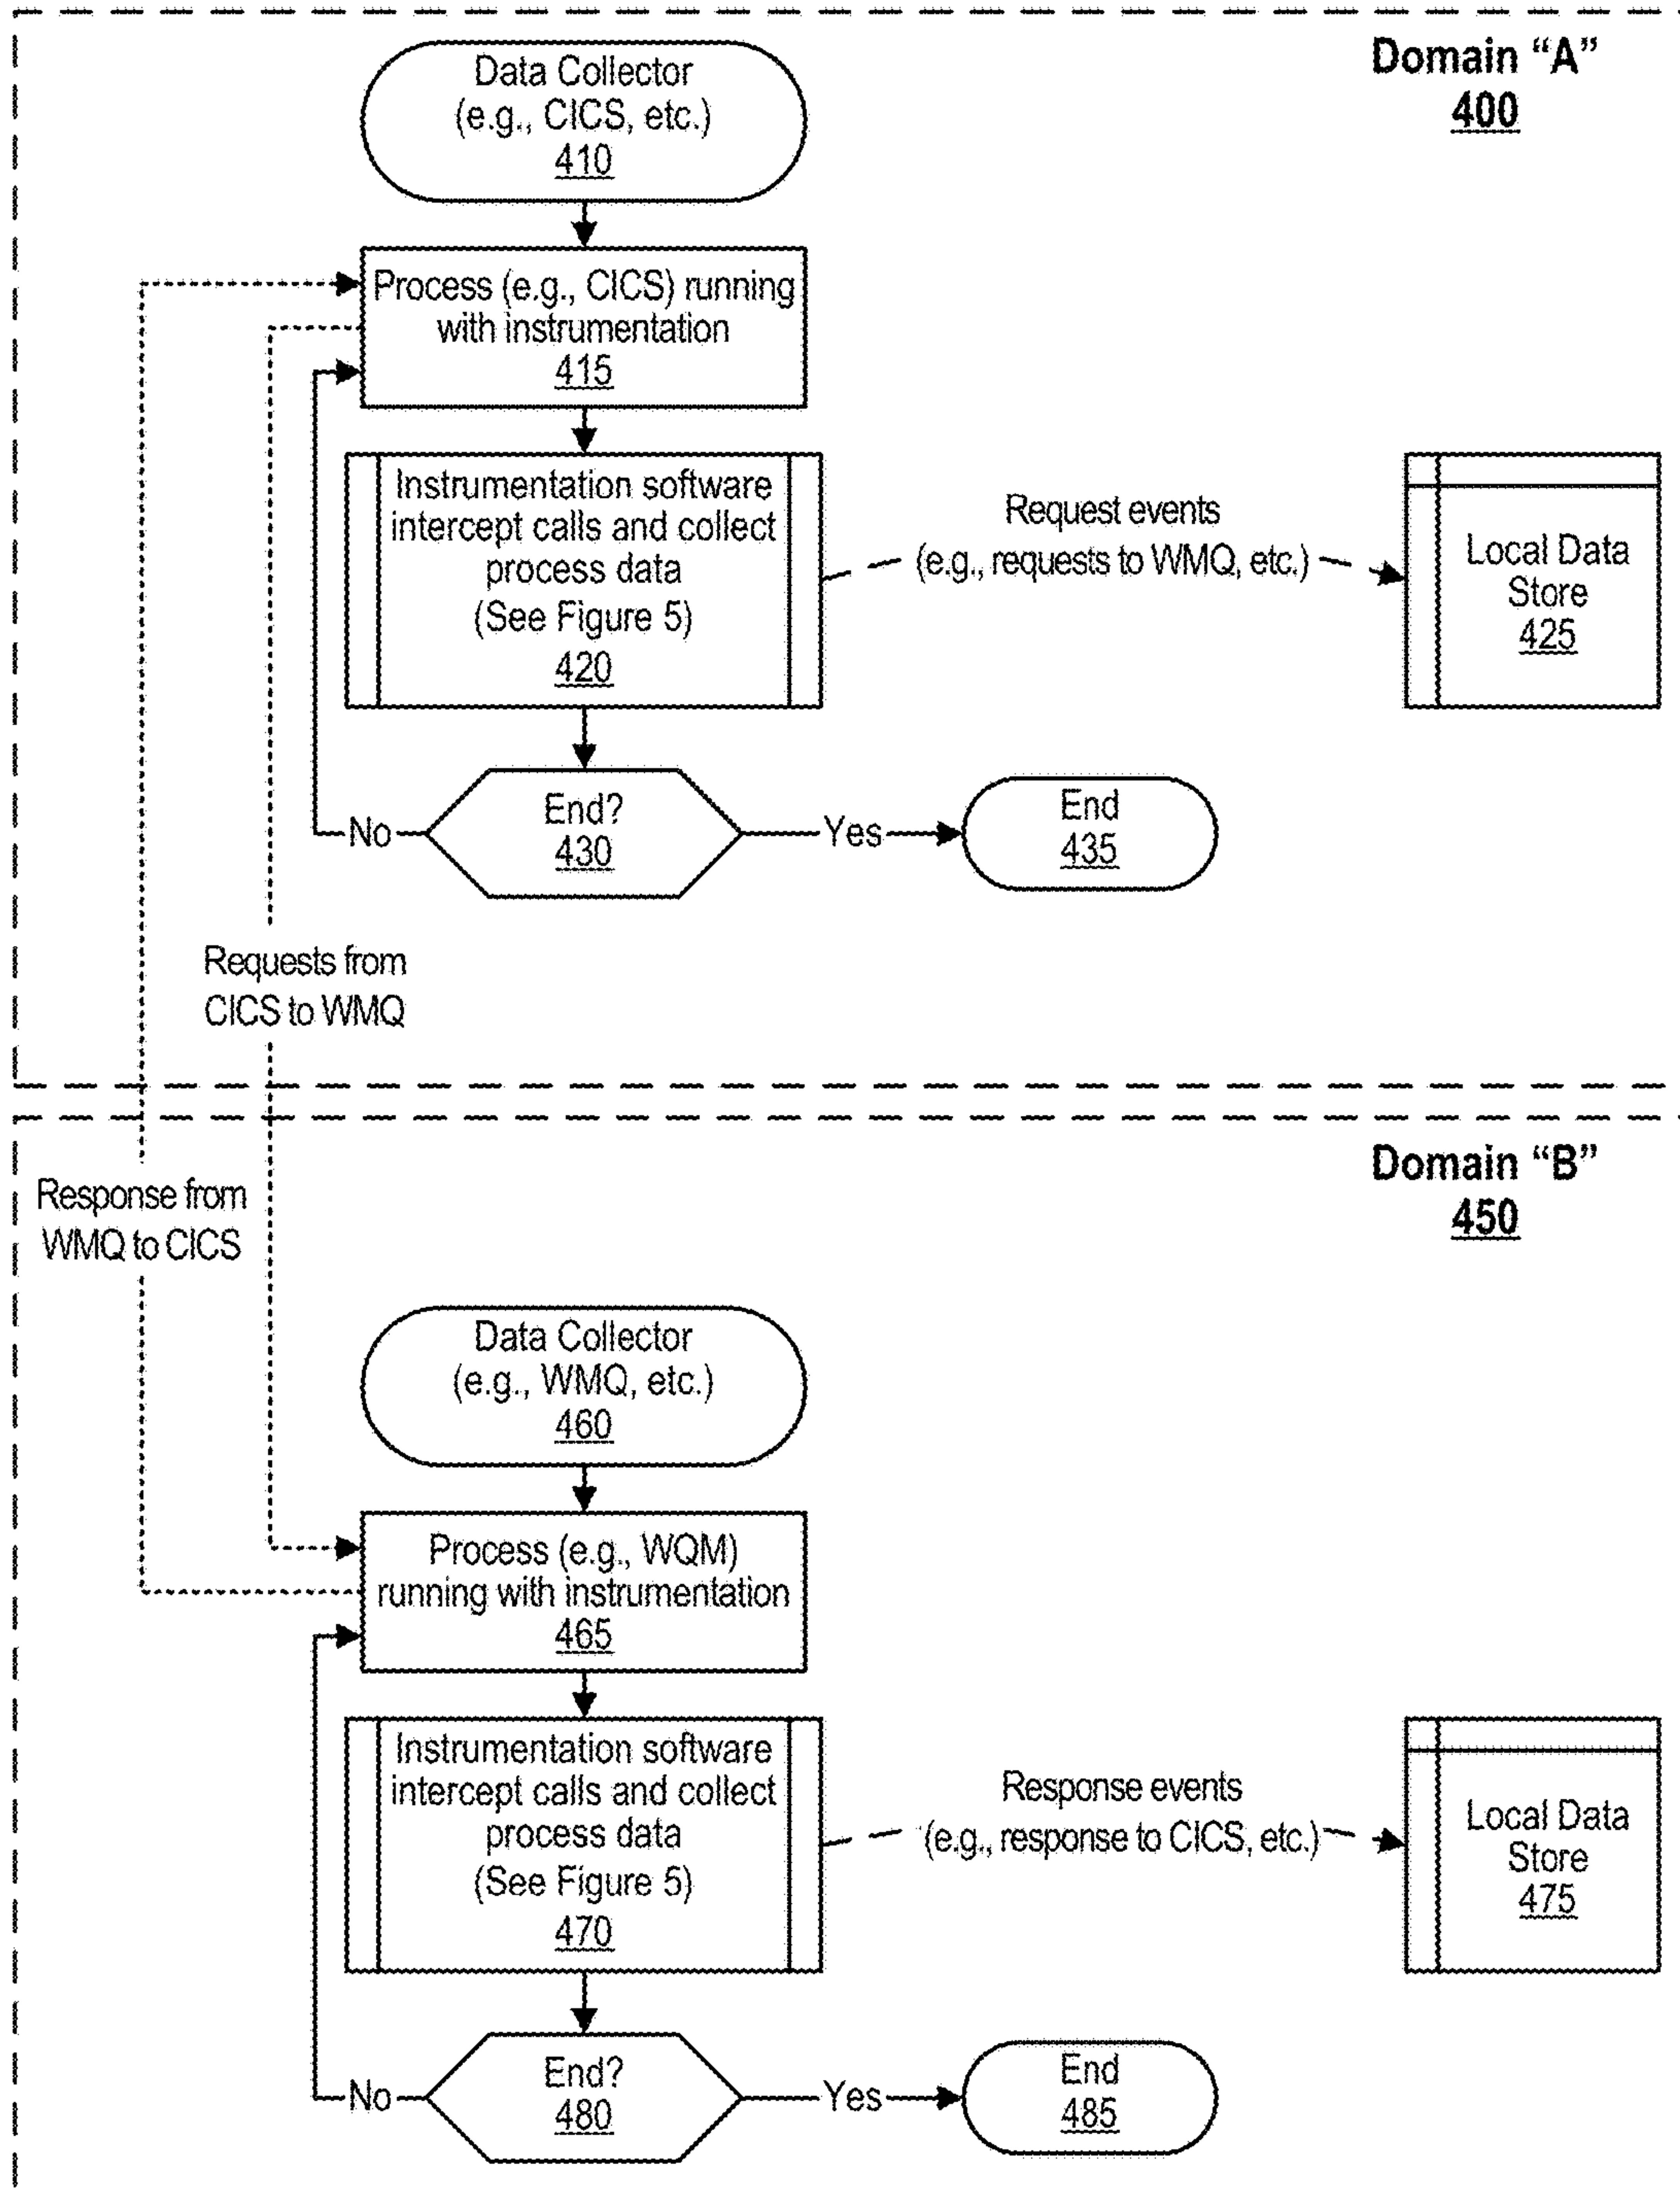 Domain “A”
400
Data Collector
(e.g., CICS, etc.)
410
Process (e.g., CICS) running
with instrumentation
415
Instrumentation software
intercept calls and collect
process data
(See Figure 5)
420
Request events
(e.g., requests to WMQ, etc.)
Local Data
Store
425
No
End?
430
Yes
End
435
Requests from
CICS to WMQ
Domain “B”
450
Response from
WMQ to CICS
Data Collector
(e.g., WMQ, etc.)
460
Process (e.g., WQM)
running with instrumentation
465
Instrumentation software
intercept calls and collect
process data
(See Figure 5)
470
Response events
(e.g., response to CICS, etc.)
Local Data
Store
475
No
End?
480
Yes
End
485